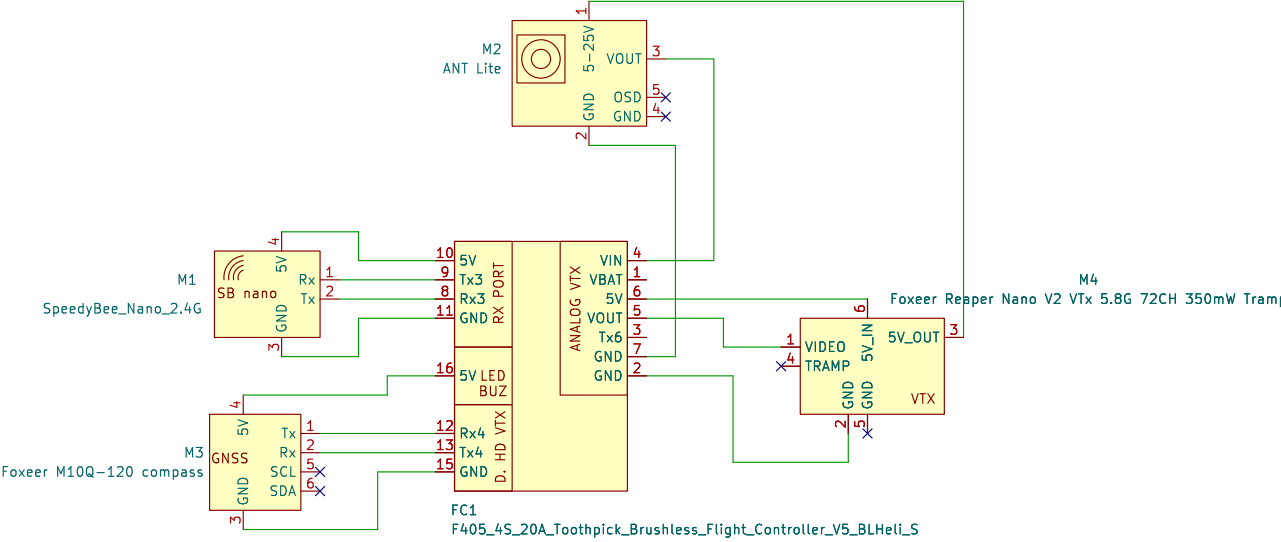 1
5-25V
M2
ANT Lite
VOUT 3
OSD 5
GND 4
GND
2
4
5V
M1
SpeedyBee_Nano_2.4G
SB nano
Rx 1
Tx 2
GND
3
10 5V
9 Tx3
8 Rx3
11 GND
RX PORT
16 5V
LED
BUZ
12 Rx4
13 Tx4
15 GND
D. HD VTX
ANALOG VTX
VIN 4
VBAT 1
5V 6
VOUT 5
Tx6 3
GND 7
GND 2
M4
Foxeer Reaper Nano V2 VTx 5.8G 72CH 350mW Tramp
6
5V_IN
5V_OUT 3
1 VIDEO
4 TRAMP
GND
GND
VTX
2
5
4
5V
M3
Foxeer M10Q-120 compass
GNSS
Tx 1
Rx 2
SCL 5
SDA 6
GND
3
FC1
F405_4S_20A_Toothpick_Brushless_Flight_Controller_V5_BLHeli_S